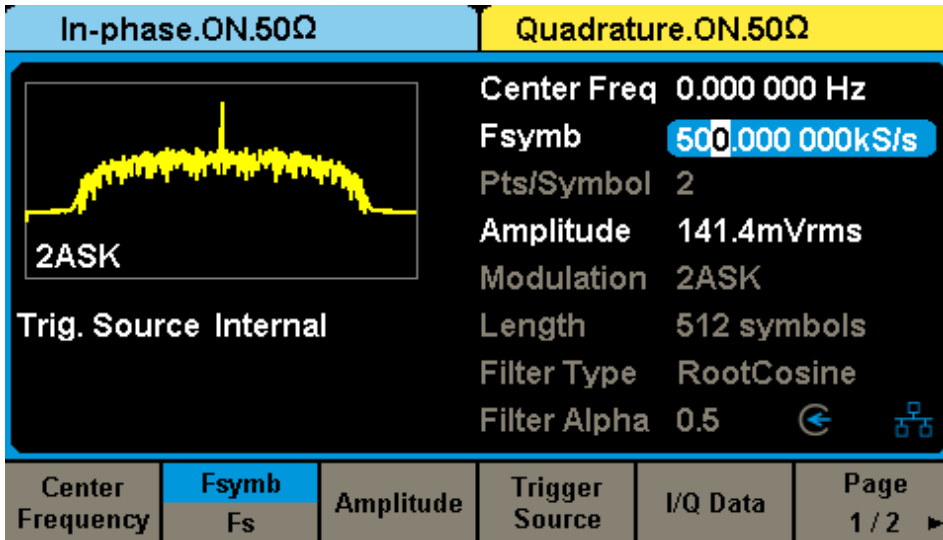 In-phase.ON.50Ω
Quadrature.ON.50Ω
Center Freq 0.000 000 Hz
Fsymb 500.000 000kS/s
Pts/Symbol 2
Amplitude 141.4mVrms
2ASK
Modulation 2ASK
Trig. Source Internal
Length 512 symbols
Filter Type RootCosine
Filter Alpha 0.5
Center
Frequency
Fsymb
Fs
Amplitude
Trigger
Source
I/Q Data
Page
1 / 2 ►